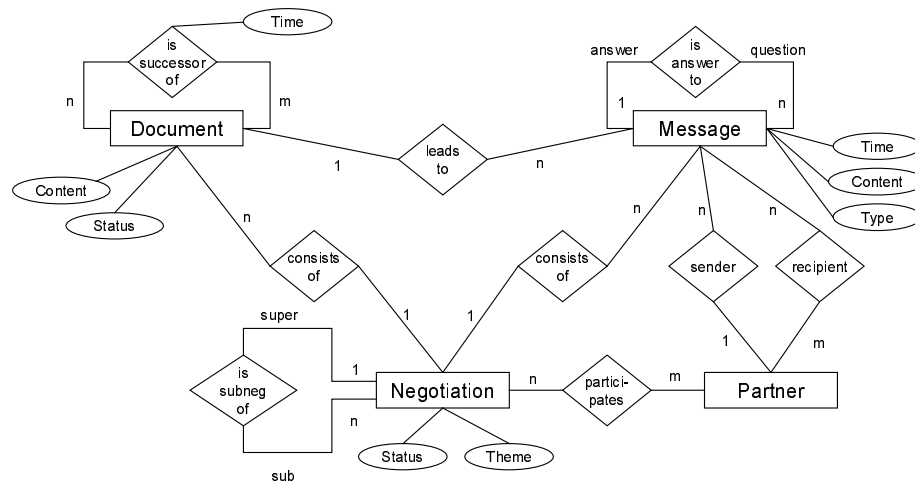 Time
is
successor
of
n
m
Document
Content
Status
answer
is
answer
to
question
1
n
Message
Time
Content
Type
1
leads
to
n
n
consists
of
1
n
consists
of
1
n
sender
1
n
recipient
m
super
is
subneg
of
1
n
sub
Negotiation
n
partici-
pates
m
Partner
Status
Theme